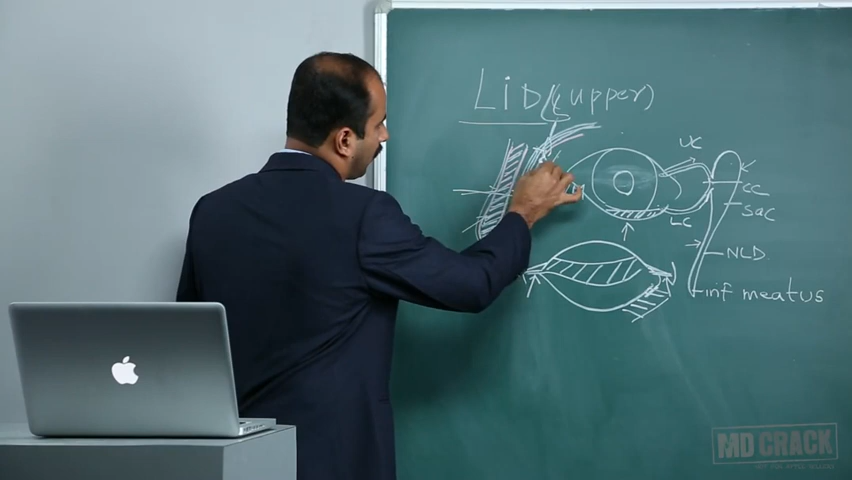 LiD (upper)
UC
CC
Sac
LC
NLD
inf meatus
MD CRACK